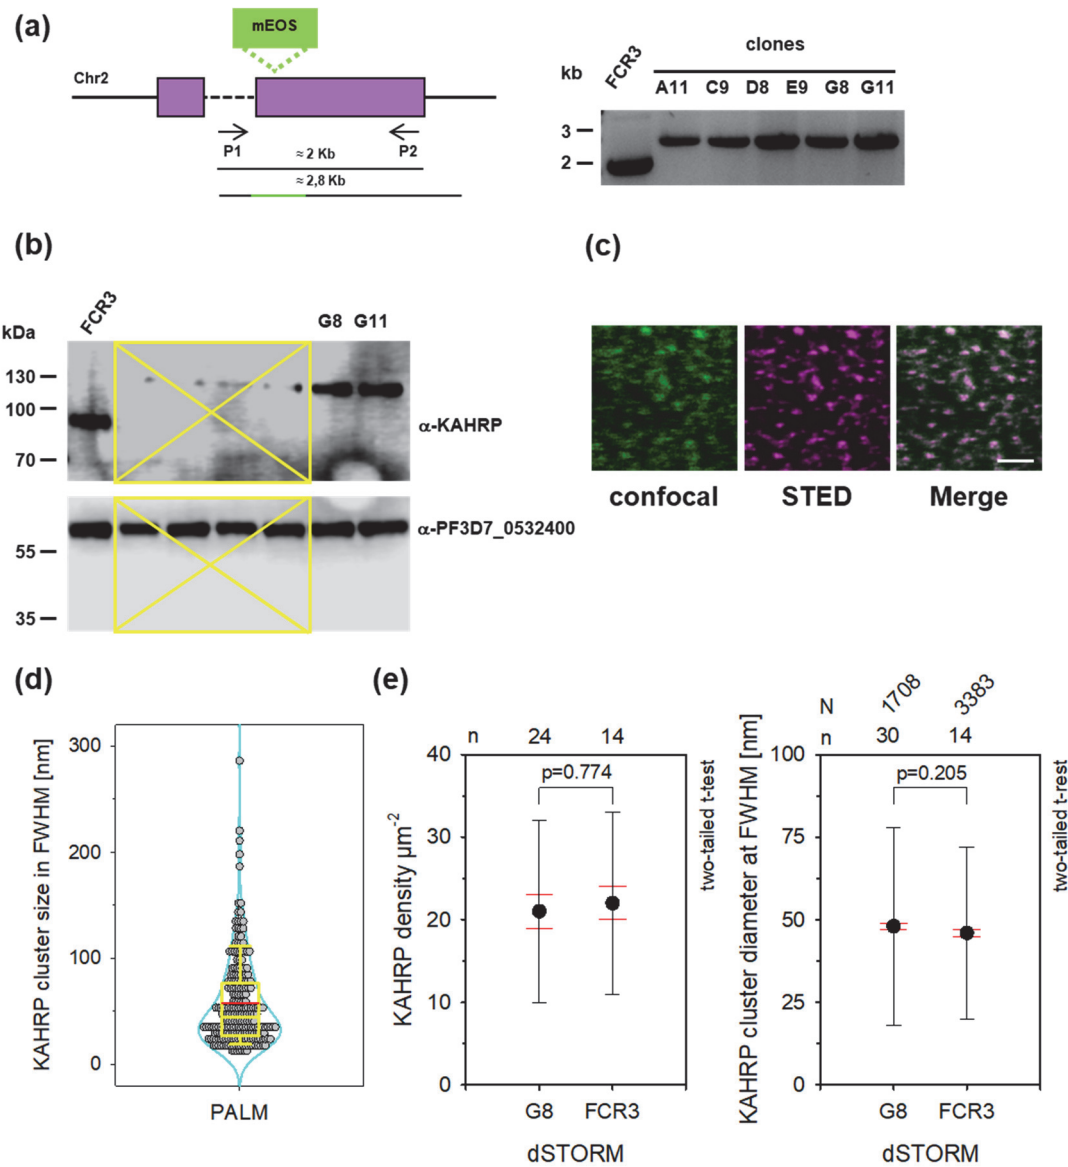 (a)
mEOS
Chr2
P1
P2
≈ 2 Kb
≈ 2,8 Kb
clones
kb
FCR3
A11 C9 D8 E9 G8 G11
3
2
(b)
FCR3
G8 G11
kDa
130
100
70
α-KAHRP
55
35
α-PF3D7_0532400
(c)
confocal
STED
Merge
(d)
KAHRP cluster size in FWHM [nm]
300
200
100
0
PALM
(e)
n 24 14
KAHRP density µm-2
40
30
20
10
0
p=0.774
two-tailed t-test
G8 FCR3
dSTORM
N 1708 3383
n 30 14
KAHRP cluster diameter at FWHM [nm]
100
75
50
25
0
p=0.205
two-tailed t-rest
G8 FCR3
dSTORM